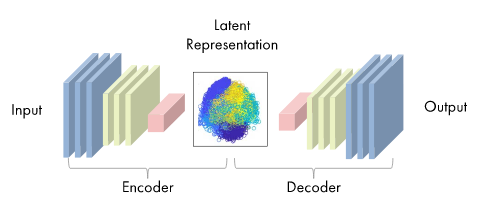 Latent
Representation
Input
Output
Encoder
Decoder